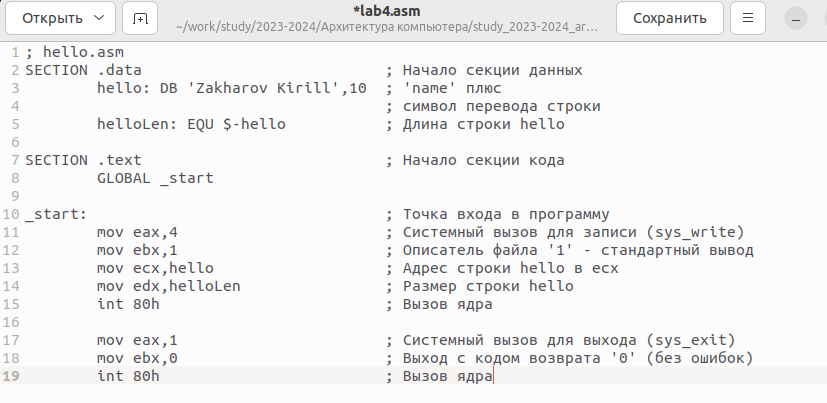 Открыть
*lab4.asm
~/work/study/2023-2024/Архитектура компьютера/study_2023-2024_ar...
Сохранить
1 ; hello.asm
2 SECTION .data ; Начало секции данных
3 hello: DB 'Zakharov Kirill',10 ; 'name' плюс
4 ; символ перевода строки
5 helloLen: EQU $-hello ; Длина строки hello
6
7 SECTION .text ; Начало секции кода
8 GLOBAL _start
9
10 _start: ; Точка входа в программу
11 mov eax,4 ; Системный вызов для записи (sys_write)
12 mov ebx,1 ; Описатель файла '1' - стандартный вывод
13 mov ecx,hello ; Адрес строки hello в ecx
14 mov edx,helloLen ; Размер строки hello
15 int 80h ; Вызов ядра
16
17 mov eax,1 ; Системный вызов для выхода (sys_exit)
18 mov ebx,0 ; Выход с кодом возврата '0' (без ошибок)
19 int 80h ; Вызов ядра